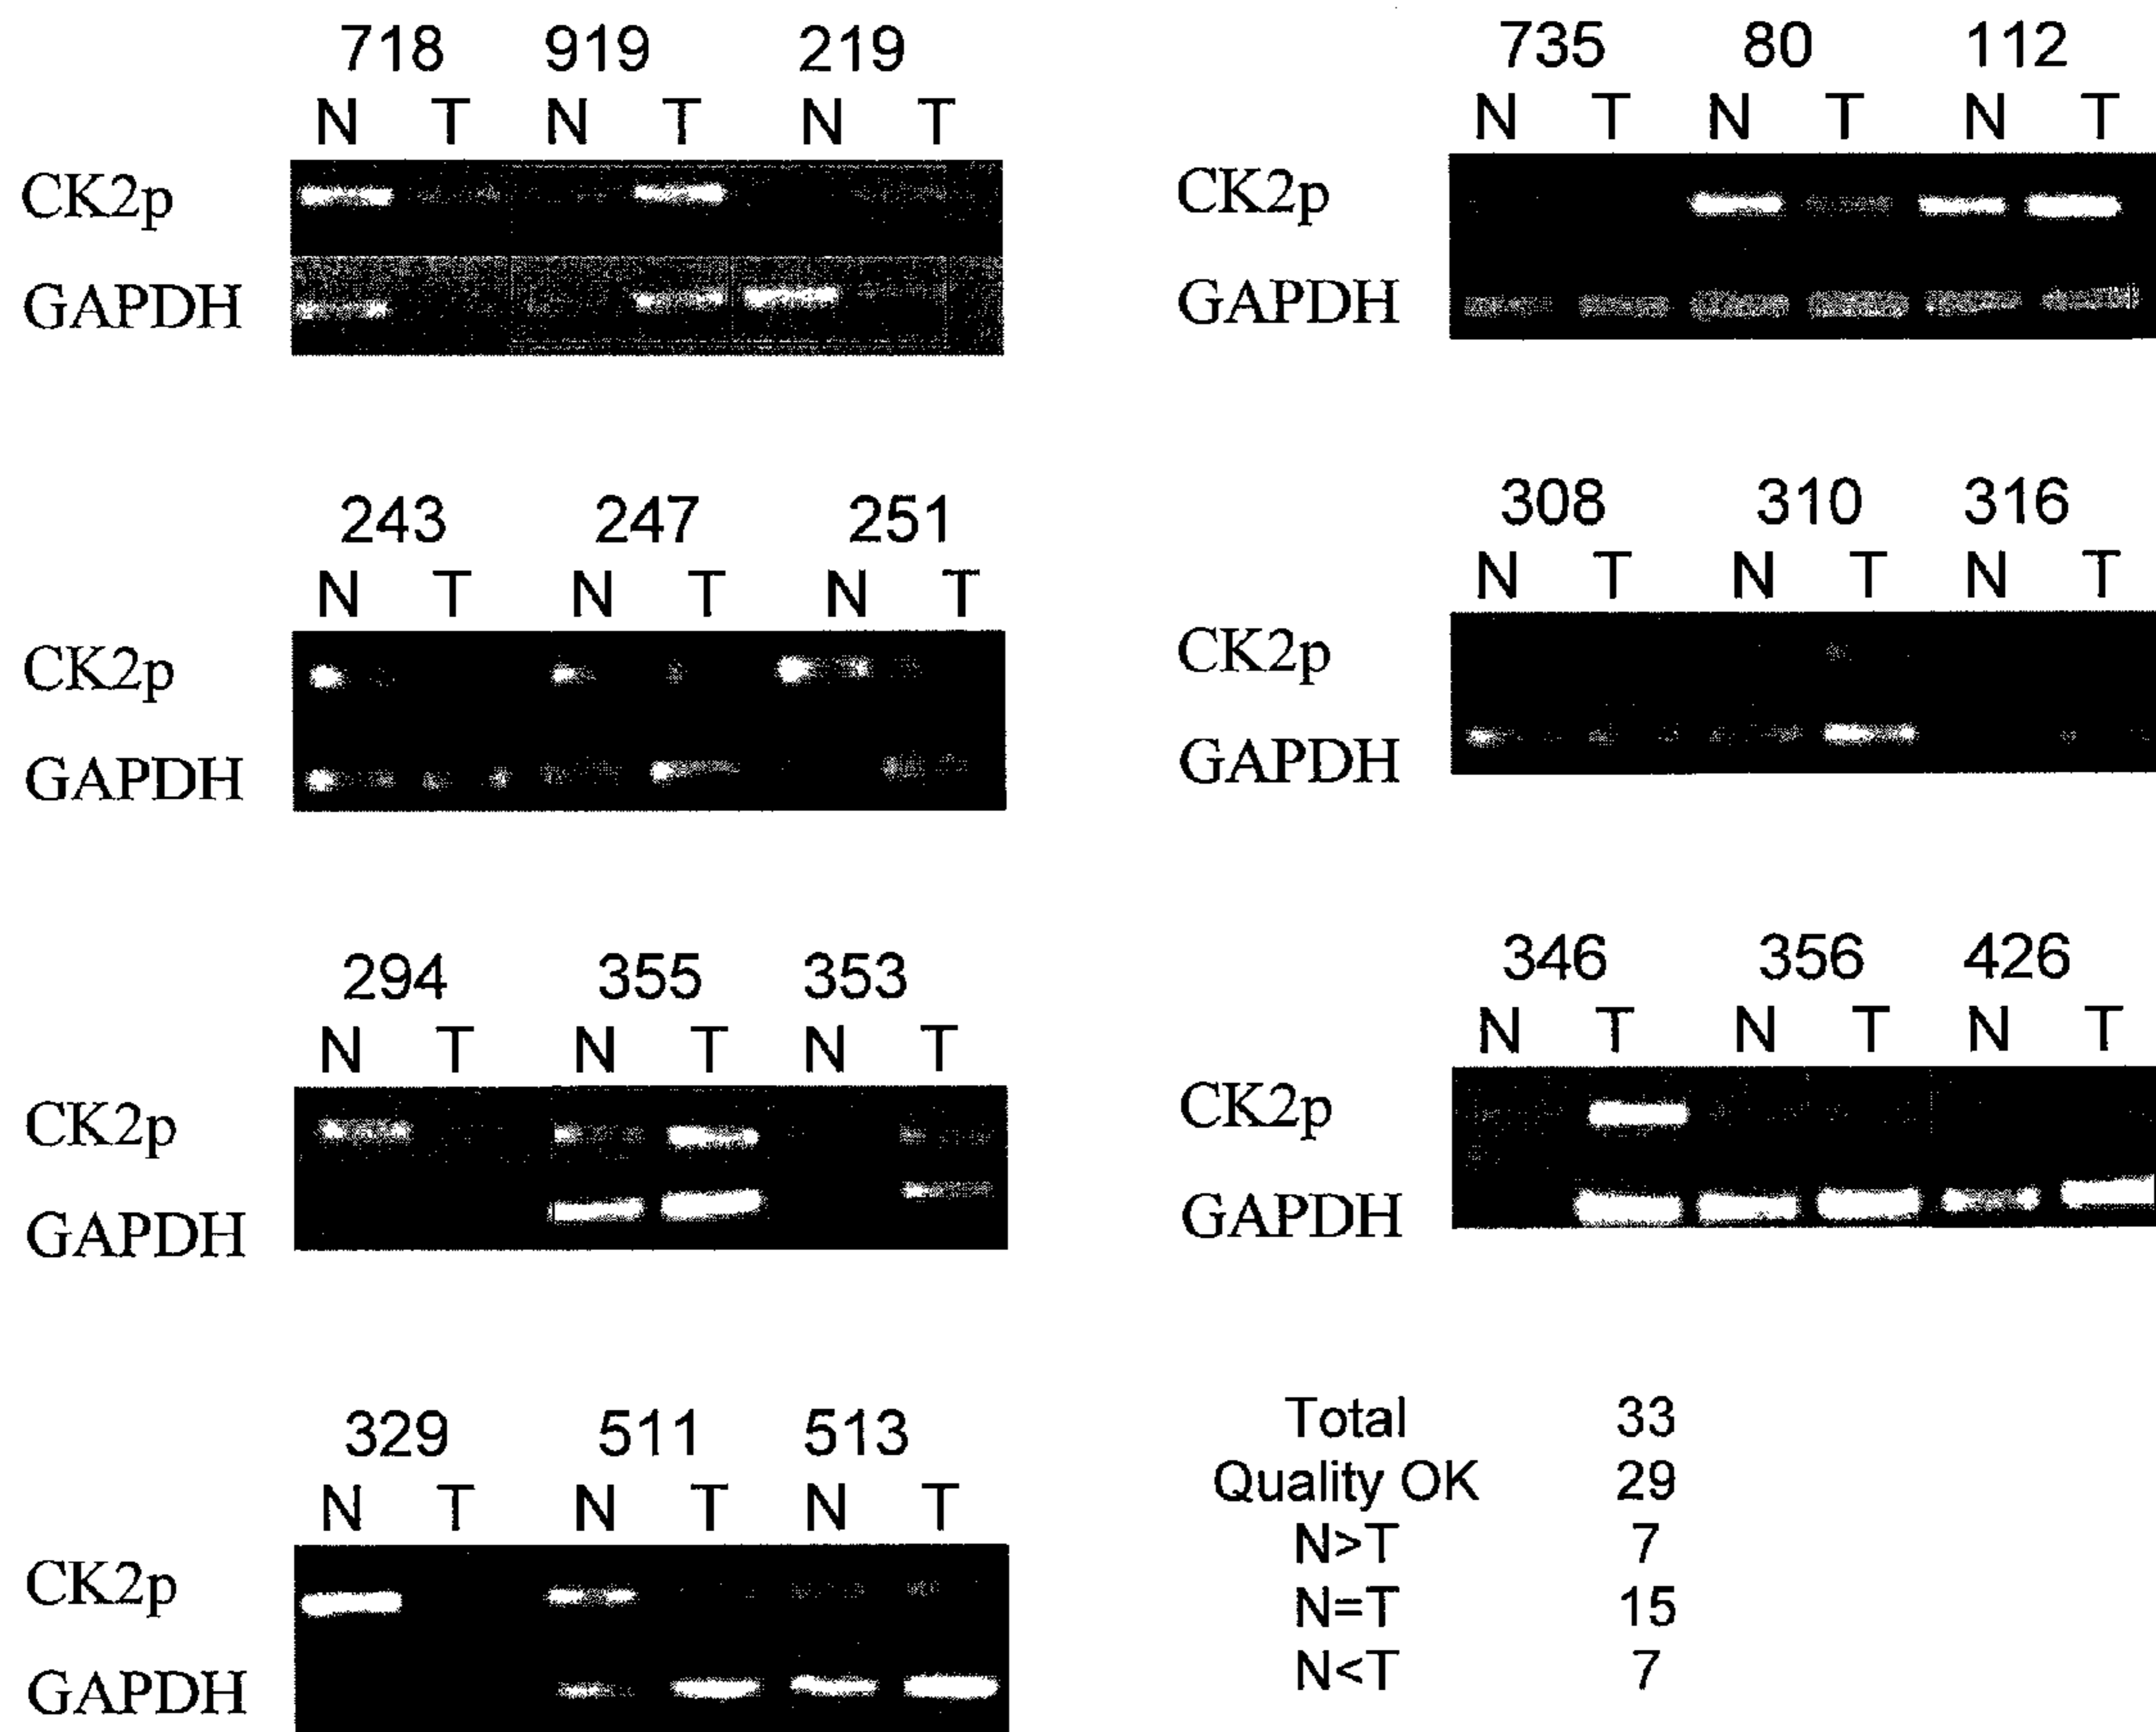 718 919 219
N T N T N T
CK2p
GAPDH
735 80 112
N T N T N T
CK2p
GAPDH
243 247 251
N T N T N T
CK2p
GAPDH
308 310 316
N T N T N T
CK2p
GAPDH
294 355 353
N T N T N T
CK2p
GAPDH
346 356 426
N T N T N T
CK2p
GAPDH
329 511 513
N T N T N T
CK2p
GAPDH
Total 33
Quality OK 29
N>T 7
N=T 15
N<T 7